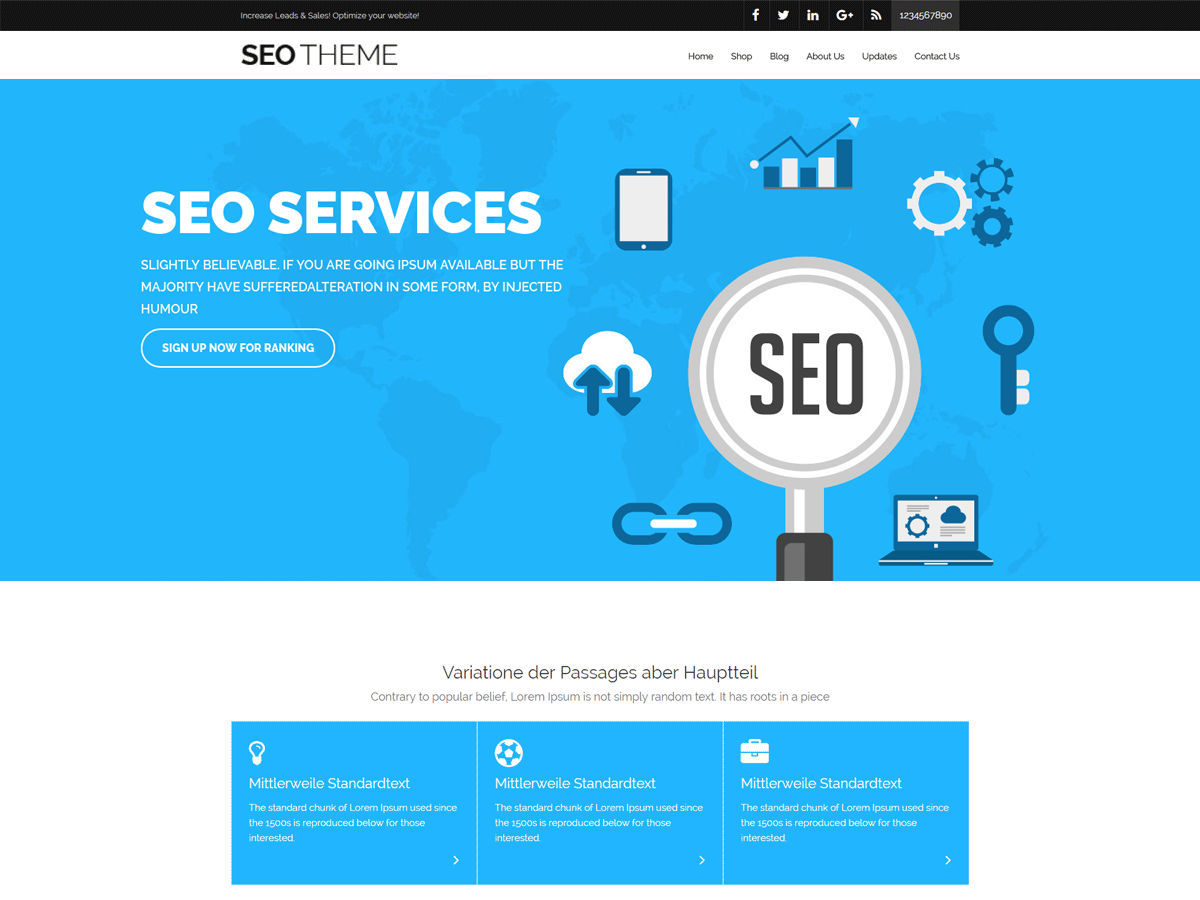 Increase Leads & Sales! Optimize your website!
1234567890
SEO THEME
Home Shop Blog About Us Updates Contact Us
SEO SERVICES
SLIGHTLY BELIEVABLE. IF YOU ARE GOING IPSUM AVAILABLE BUT THE
MAJORITY HAVE SUFFEREDALTERATION IN SOME FORM, BY INJECTED
HUMOUR
SIGN UP NOW FOR RANKING
SEO
Variatione der Passages aber Hauptteil
Contrary to popular belief, Lorem Ipsum is not simply random text. It has roots in a piece
Mittlerweile Standardtext
The standard chunk of Lorem Ipsum used since
the 1500s is reproduced below for those
interested.
Mittlerweile Standardtext
The standard chunk of Lorem Ipsum used since
the 1500s is reproduced below for those
interested.
Mittlerweile Standardtext
The standard chunk of Lorem Ipsum used since
the 1500s is reproduced below for those
interested.